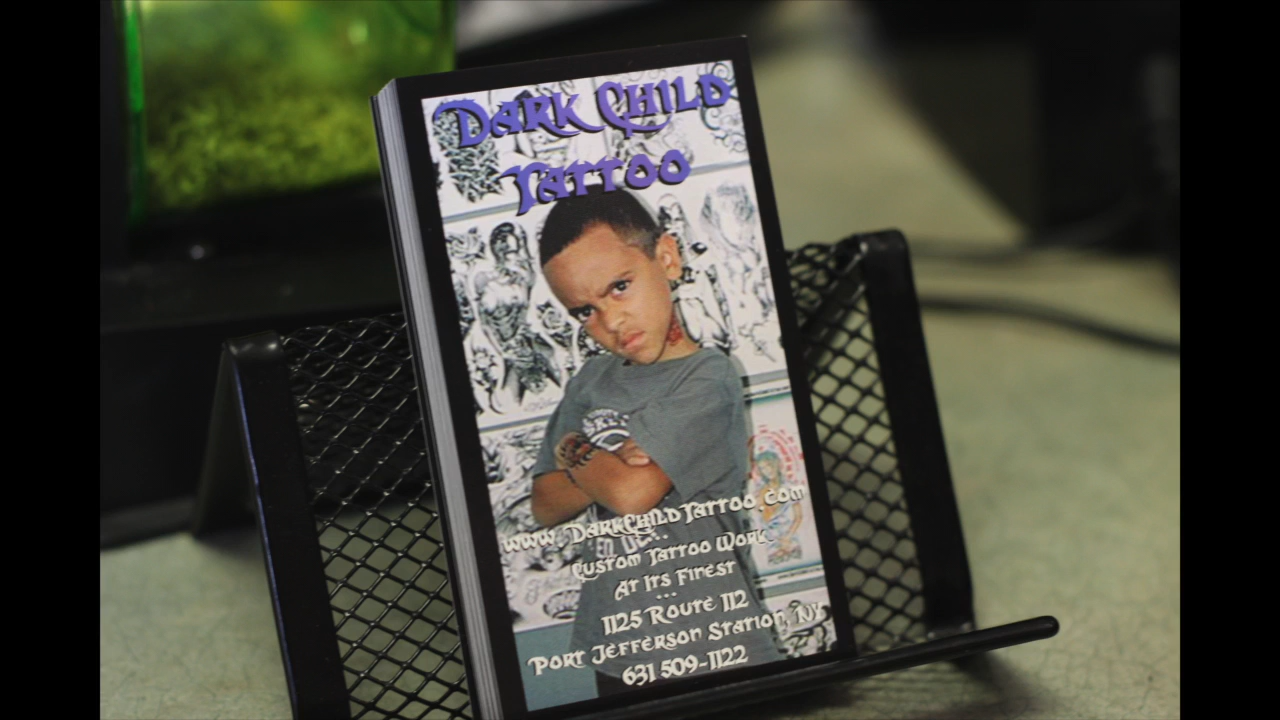 Dark Child
Tattoo
www.DarkChildTattoo.com
...
Custom Tattoo Work
At Its Finest
...
1125 Route 112
Port Jefferson Station, NY
631 509-1122